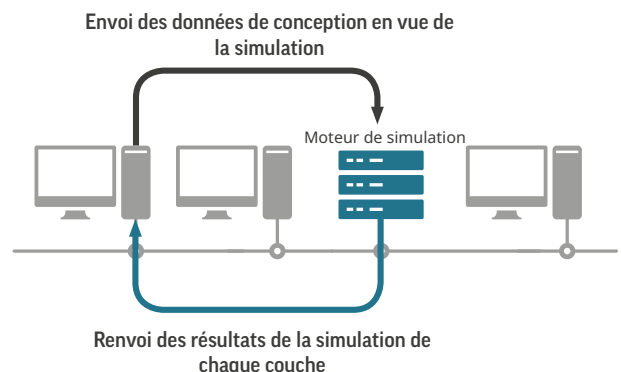 Envoi des données de conception en vue de
la simulation
Moteur de simulation
Renvoi des résultats de la simulation de
chaque couche